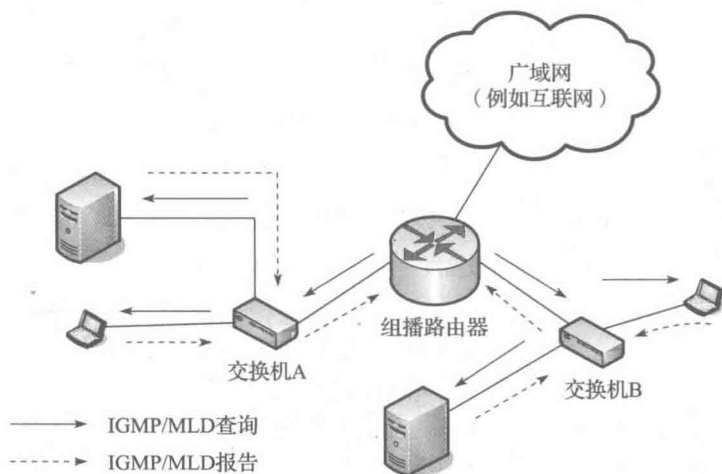 广域网
（例如互联网）
组播路由器
交换机A
交换机B
IGMP/MLD查询
IGMP/MLD报告